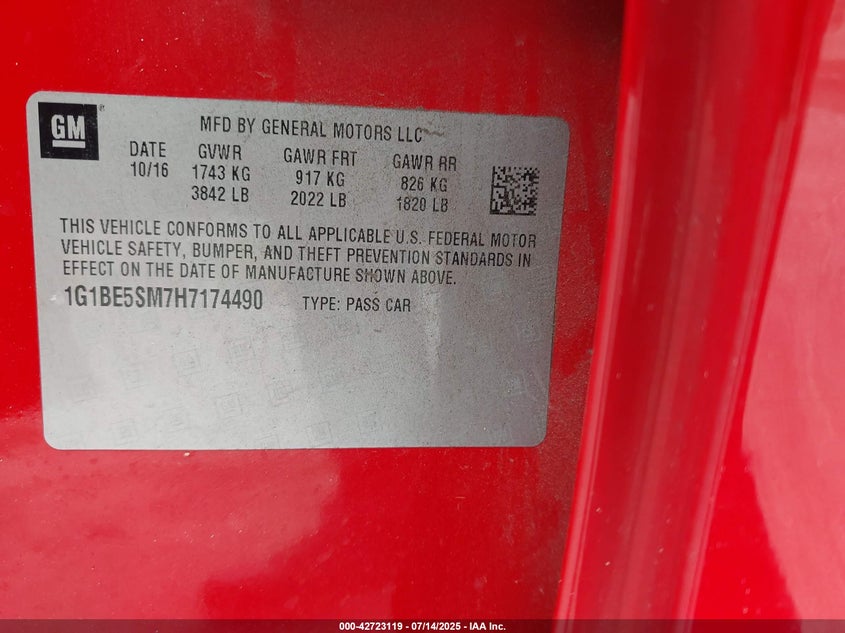 GM ®
MFD BY GENERAL MOTORS LLC
DATE GVWR GAWR FRT GAWR RR
10/16 1743 KG 917 KG 826 KG
3842 LB 2022 LB 1820 LB
THIS VEHICLE CONFORMS TO ALL APPLICABLE U.S. FEDERAL MOTOR
VEHICLE SAFETY, BUMPER, AND THEFT PREVENTION STANDARDS IN
EFFECT ON THE DATE OF MANUFACTURE SHOWN ABOVE.
1G1BE5SM7H7174490 TYPE: PASS CAR
000-42723119 - 07/14/2025 - IAA Inc.